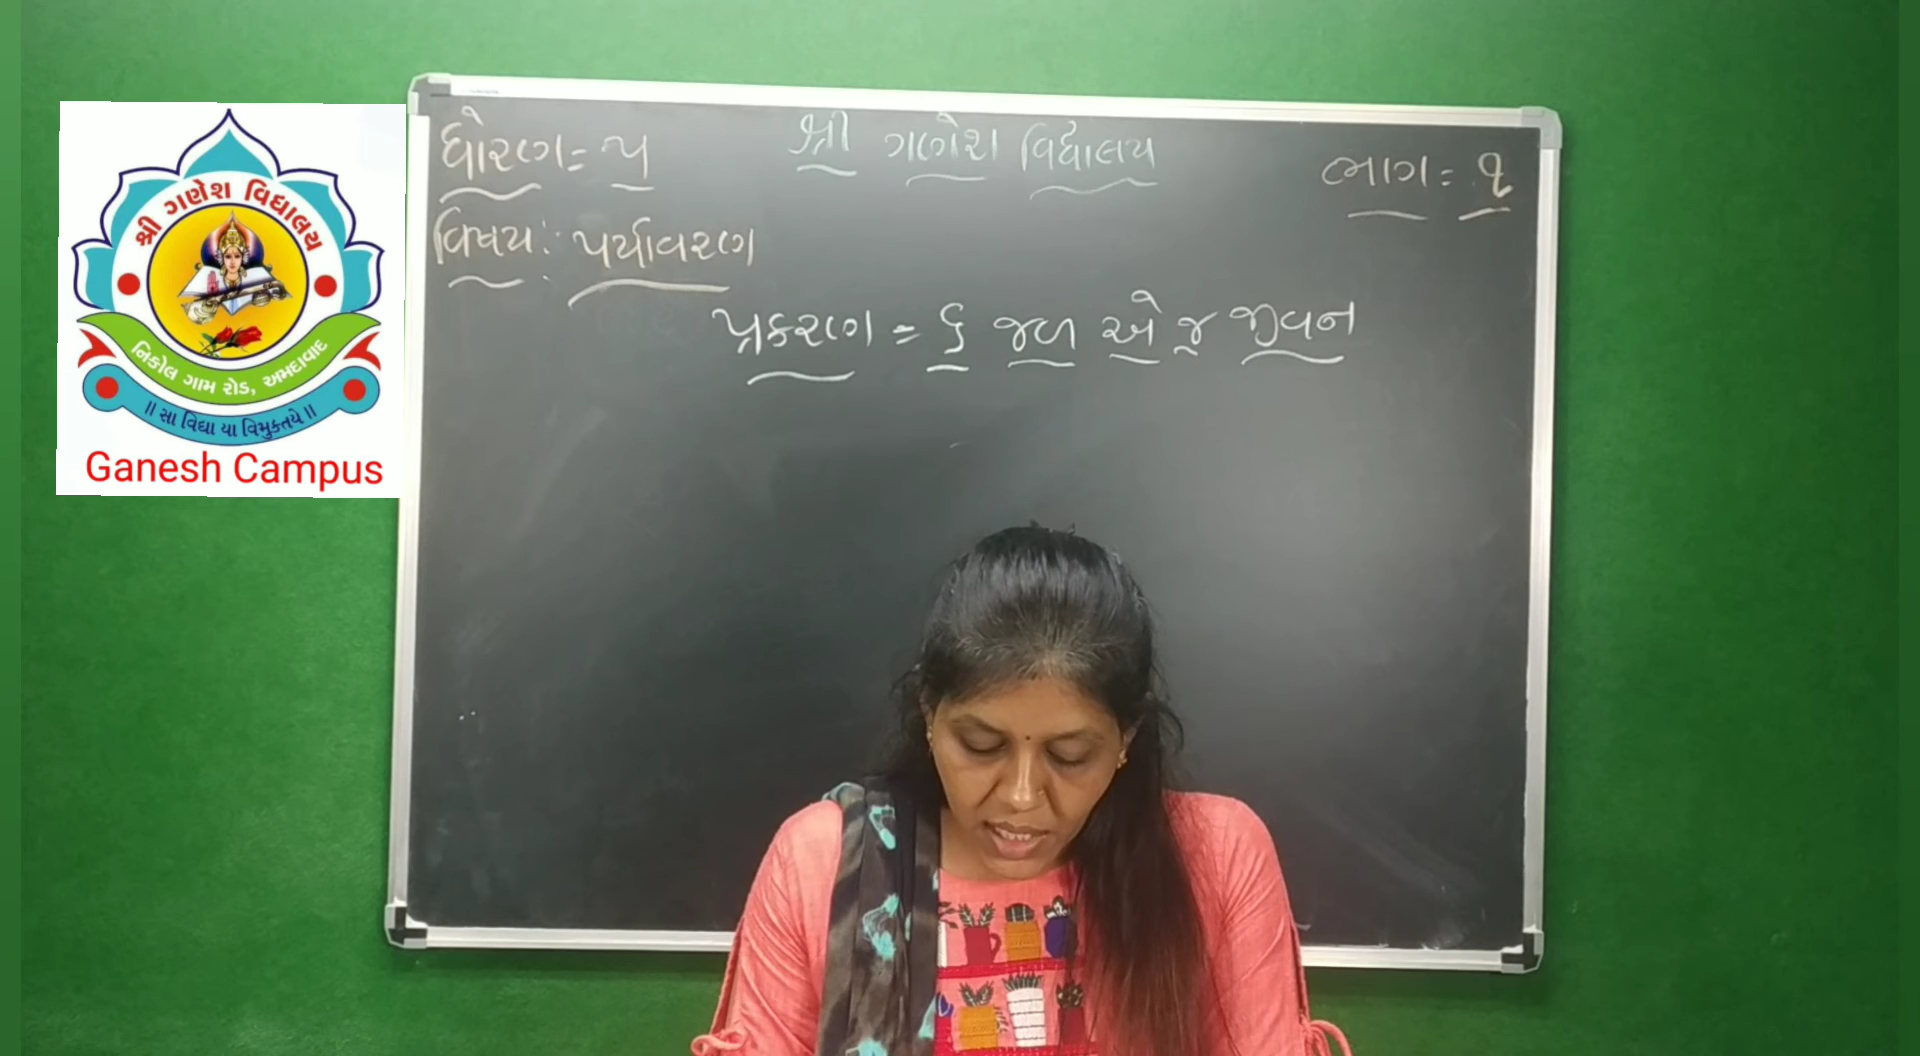 શ્રી ગણેશ વિદ્યાલય
નિકોલ ગામ રોડ, અમદાવાદ
॥ સા વિદ્યા યા વિમુક્તયે ॥
Ganesh Campus
ધોરણ = ૫ શ્રી ગણેશ વિદ્યાલય ભાગ = ૧
વિષય : પર્યાવરણ
પ્રકરણ = ૬ જળ એ જ જીવન